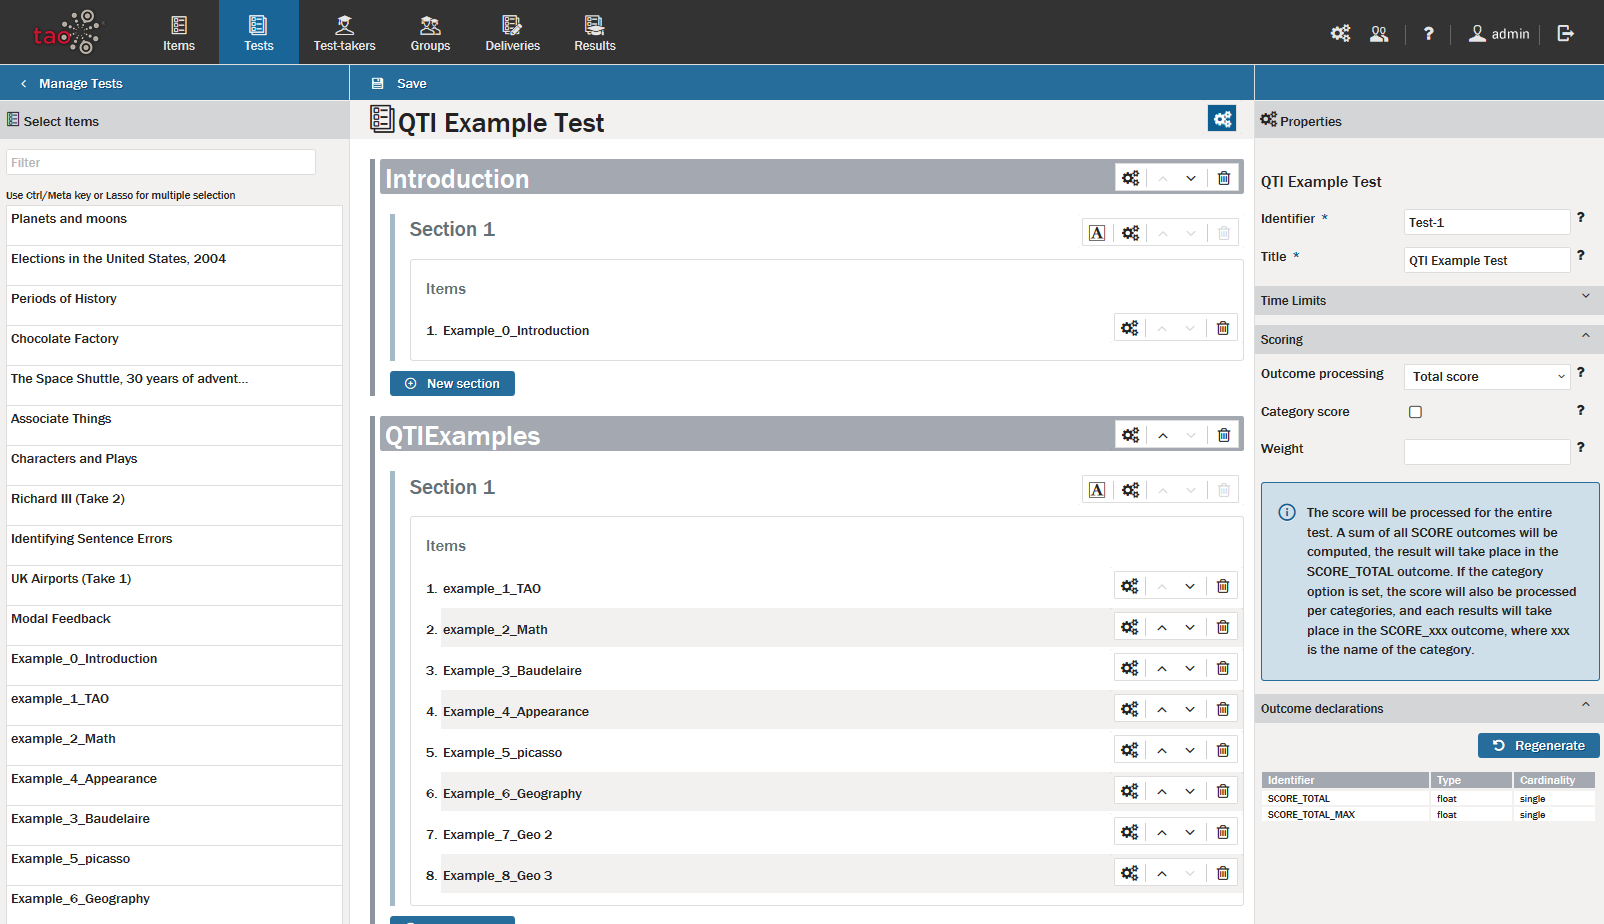 tao
Items
Tests
Test-takers
Groups
Deliveries
Results
?
admin
Manage Tests
Save
Select Items
Filter
Use Ctrl/Meta key or Lasso for multiple selection
Planets and moons
Elections in the United States, 2004
Periods of History
Chocolate Factory
The Space Shuttle, 30 years of advent...
Associate Things
Characters and Plays
Richard III (Take 2)
Identifying Sentence Errors
UK Airports (Take 1)
Modal Feedback
Example_0_Introduction
example_1_TAO
example_2_Math
Example_4_Appearance
Example_3_Baudelaire
Example_5_picasso
Example_6_Geography
QTI Example Test
Introduction
Section 1
A
Items
1. Example_0_Introduction
New section
QTIExamples
Section 1
A
Items
1. example_1_TAO
2. example_2_Math
3. Example_3_Baudelaire
4. Example_4_Appearance
5. Example_5_picasso
6. Example_6_Geography
7. Example_7_Geo 2
8. Example_8_Geo 3
Properties
QTI Example Test
Identifier * Test-1 ?
Title * QTI Example Test ?
Time Limits
Scoring
Outcome processing Total score ?
Category score ?
Weight ?
The score will be processed for the entire
test. A sum of all SCORE outcomes will be
computed, the result will take place in the
SCORE_TOTAL outcome. If the category
option is set, the score will also be processed
per categories, and each results will take
place in the SCORE_xxx outcome, where xxx
is the name of the category.
Outcome declarations
Regenerate
Identifier Type Cardinality
SCORE_TOTAL float single
SCORE_TOTAL_MAX float single